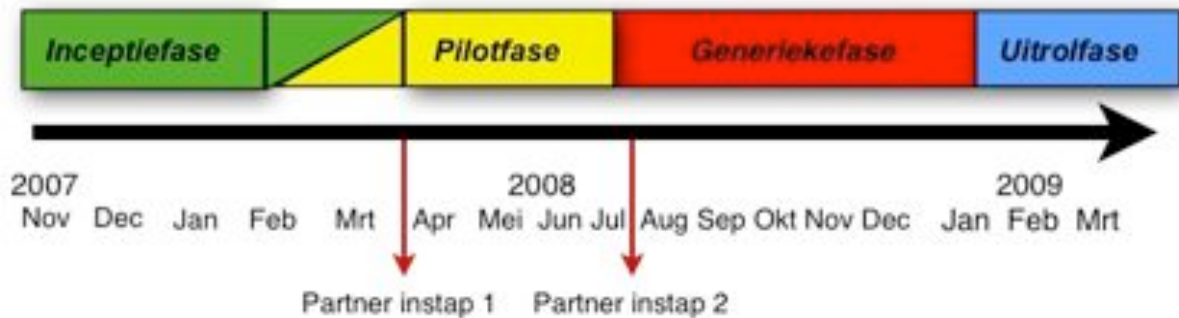 Inceptiefase Pilotfase Generiekefase Uitrolfase
2007 2008 2009
Nov Dec Jan Feb Mrt Apr Mei Jun Jul Aug Sep Okt Nov Dec Jan Feb Mrt
Partner instap 1 Partner instap 2